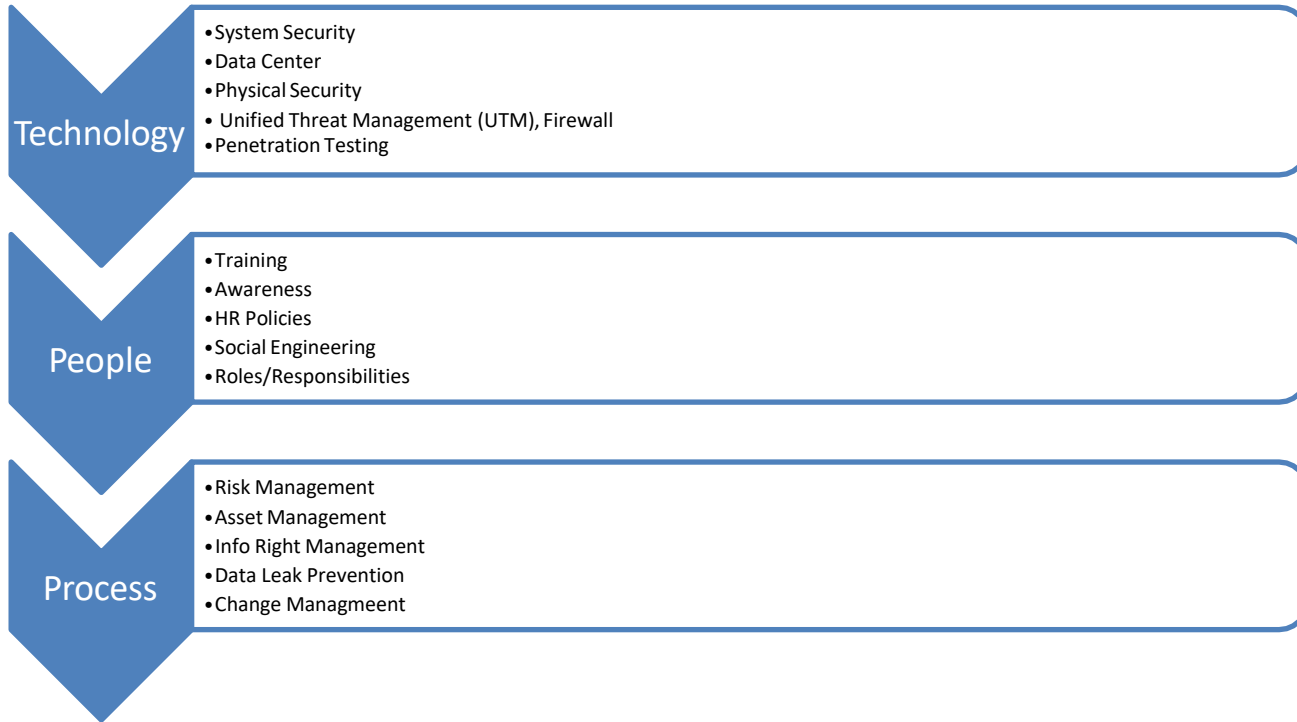 Technology
•System Security
•Data Center
•Physical Security
• Unified Threat Management (UTM), Firewall
•Penetration Testing
People
•Training
•Awareness
•HR Policies
•Social Engineering
•Roles/Responsibilities
Process
•Risk Management
•Asset Management
•Info Right Management
•Data Leak Prevention
•Change Managmeent